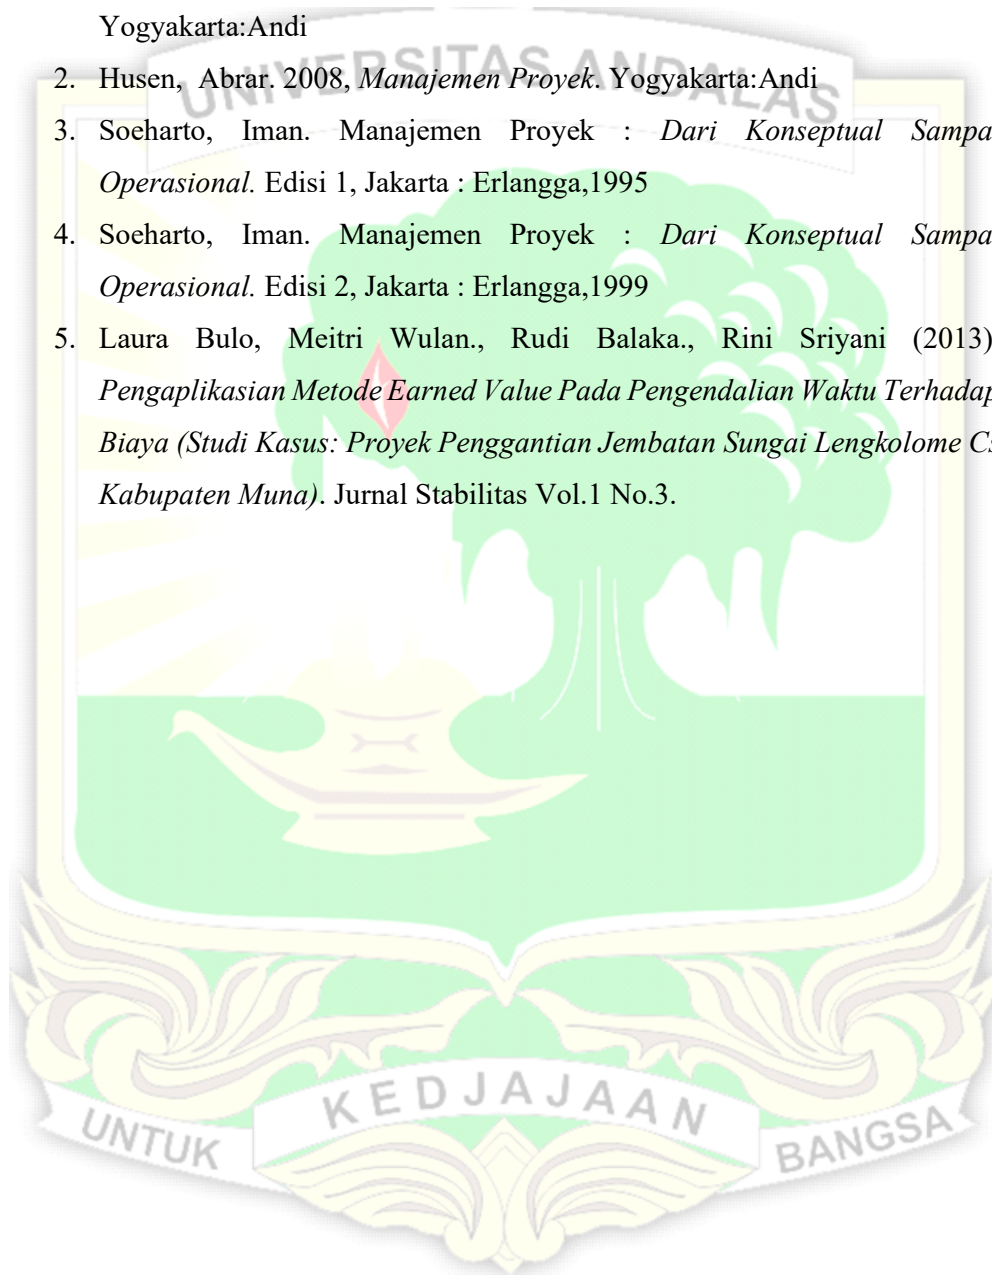 Yogyakarta:Andi
UNIVERSITAS ANDALAS
2. Husen, Abrar. 2008, Manajemen Proyek. Yogyakarta:Andi
3. Soeharto, Iman. Manajemen Proyek : Dari Konseptual Sampa
Operasional. Edisi 1, Jakarta : Erlangga,1995
4. Soeharto, Iman. Manajemen Proyek : Dari Konseptual Sampa
Operasional. Edisi 2, Jakarta : Erlangga,1999
5. Laura Bulo, Meitri Wulan., Rudi Balaka., Rini Sriyani (2013)
Pengaplikasian Metode Earned Value Pada Pengendalian Waktu Terhadap
Biaya (Studi Kasus: Proyek Penggantian Jembatan Sungai Lengkolome Cs
Kabupaten Muna). Jurnal Stabilitas Vol.1 No.3.
UNTUK KEDJAJAAN BANGSA